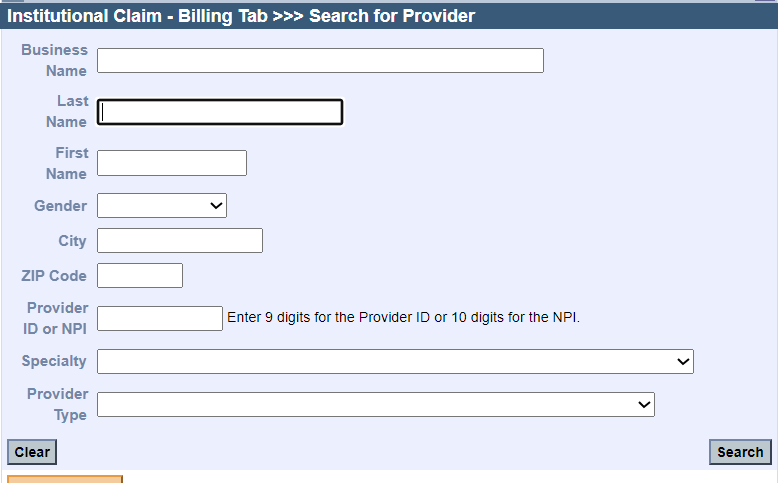 Institutional Claim - Billing Tab >>> Search for Provider
Business
Name
Last
Name
First
Name
Gender
City
ZIP Code
Provider
ID or NPI
Enter 9 digits for the Provider ID or 10 digits for the NPI.
Specialty
Provider
Type
Clear
Search